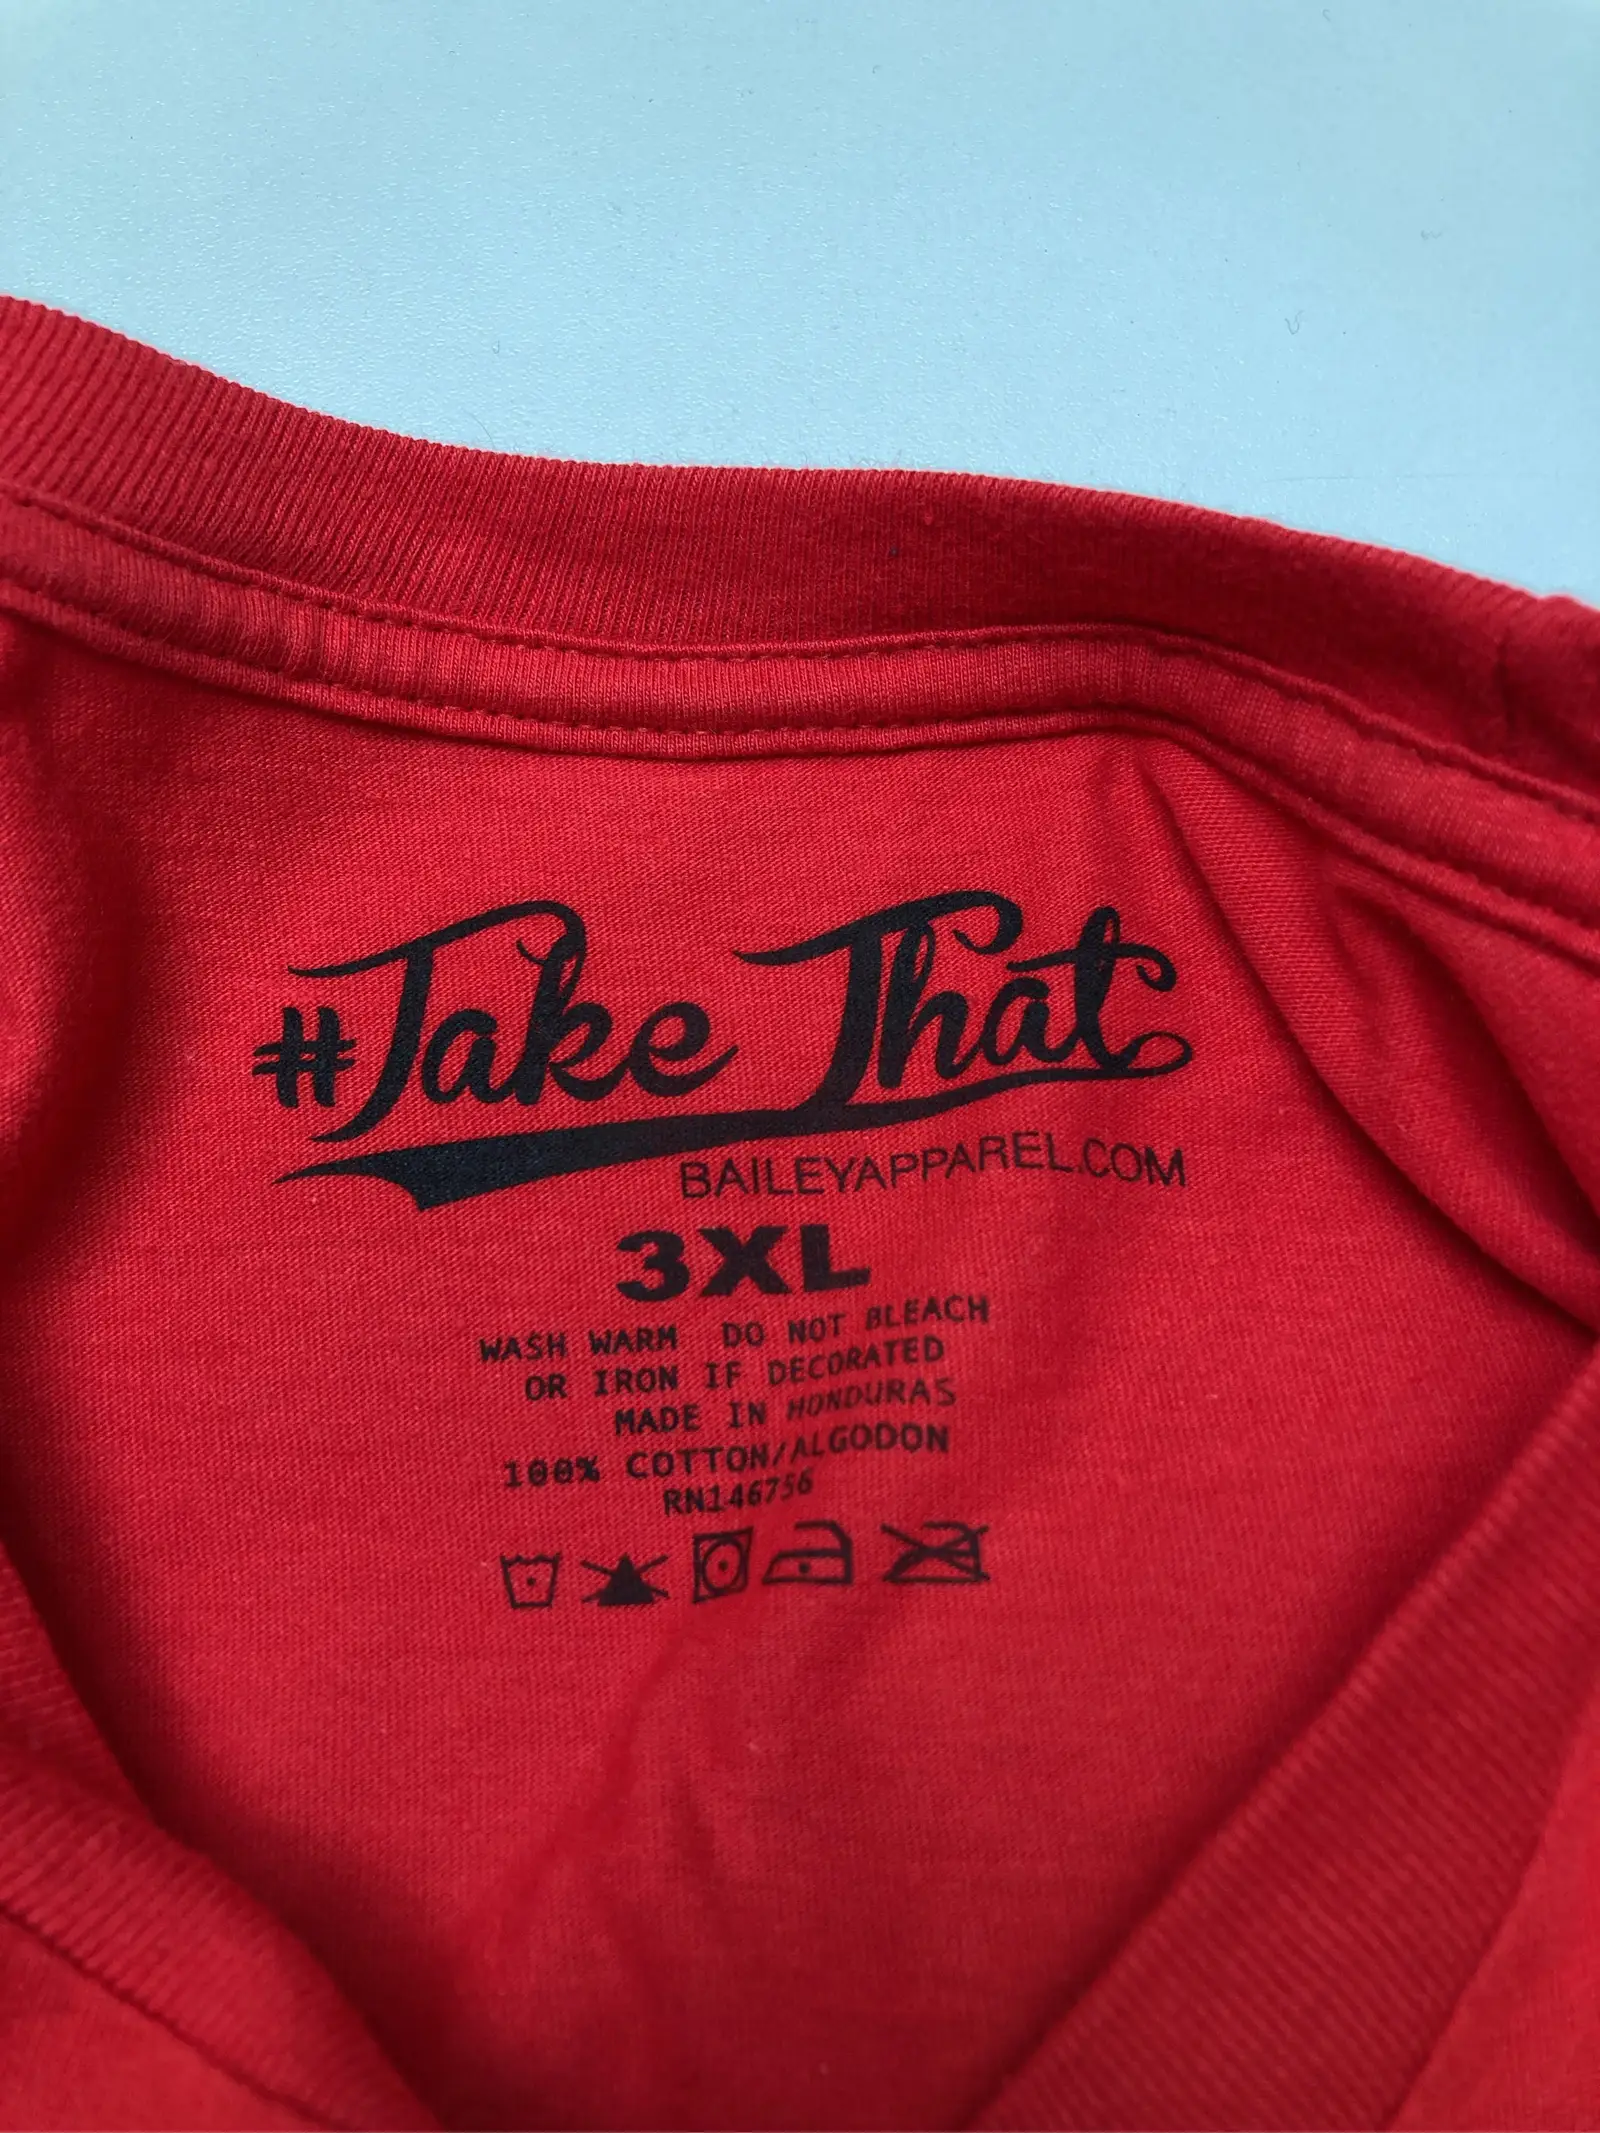 #Take That
BAILEYAPPAREL.COM
3XL
WASH WARM DO NOT BLEACH
OR IRON IF DECORATED
MADE IN HONDURAS
100% COTTON/ALGODON
RN146756